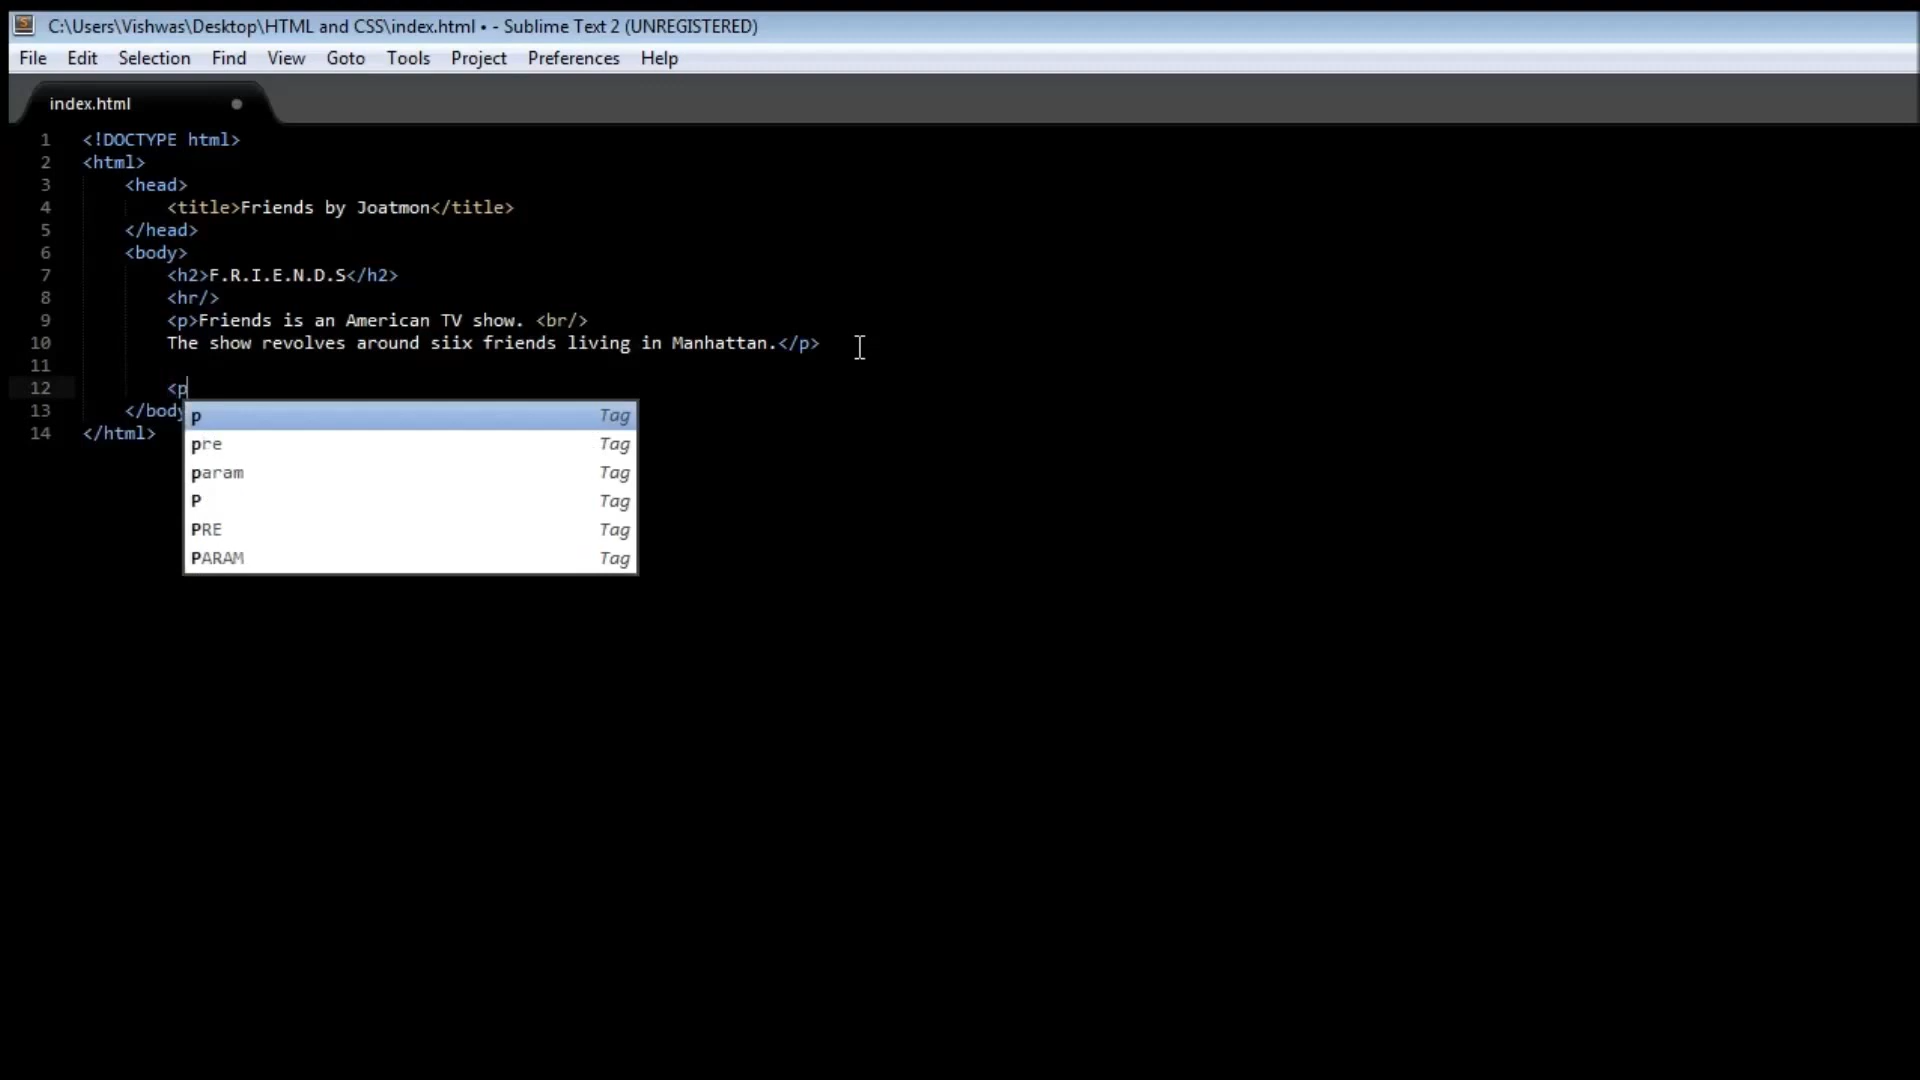 C:\Users\Vishwas\Desktop\HTML and CSS\index.html • - Sublime Text 2 (UNREGISTERED)
File Edit Selection Find View Goto Tools Project Preferences Help
index.html
1 <!DOCTYPE html>
2 <html>
3 <head>
4 <title>Friends by Joatmon</title>
5 </head>
6 <body>
7 <h2>F.R.I.E.N.D.S</h2>
8 <hr/>
9 <p>Friends is an American TV show. <br/>
10 The show revolves around siix friends living in Manhattan.</p>
11
12 <p
13 </body
14 </html>
p Tag
pre Tag
param Tag
P Tag
PRE Tag
PARAM Tag